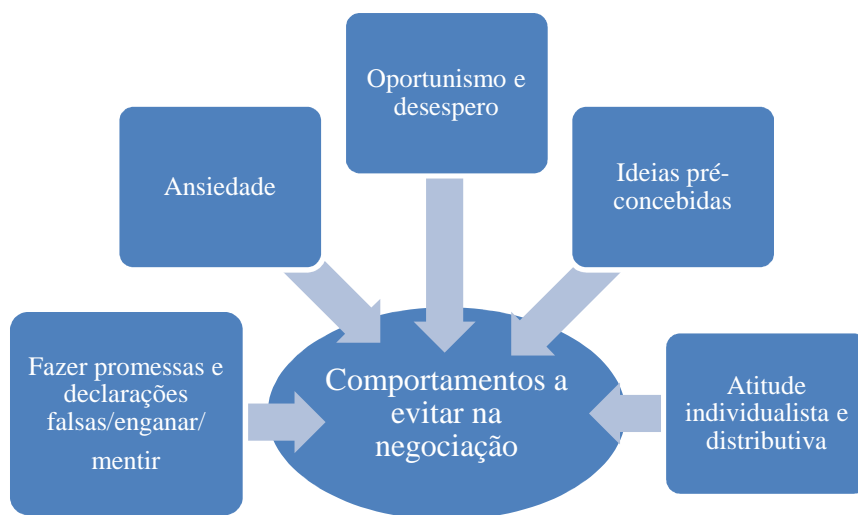 Oportunismo e
desespero
Ansiedade
Ideias pré-
concebidas
Fazer promessas e
declarações
falsas/enganar/
mentir
Comportamentos a
evitar na
negociação
Atitude
individualista e
distributiva